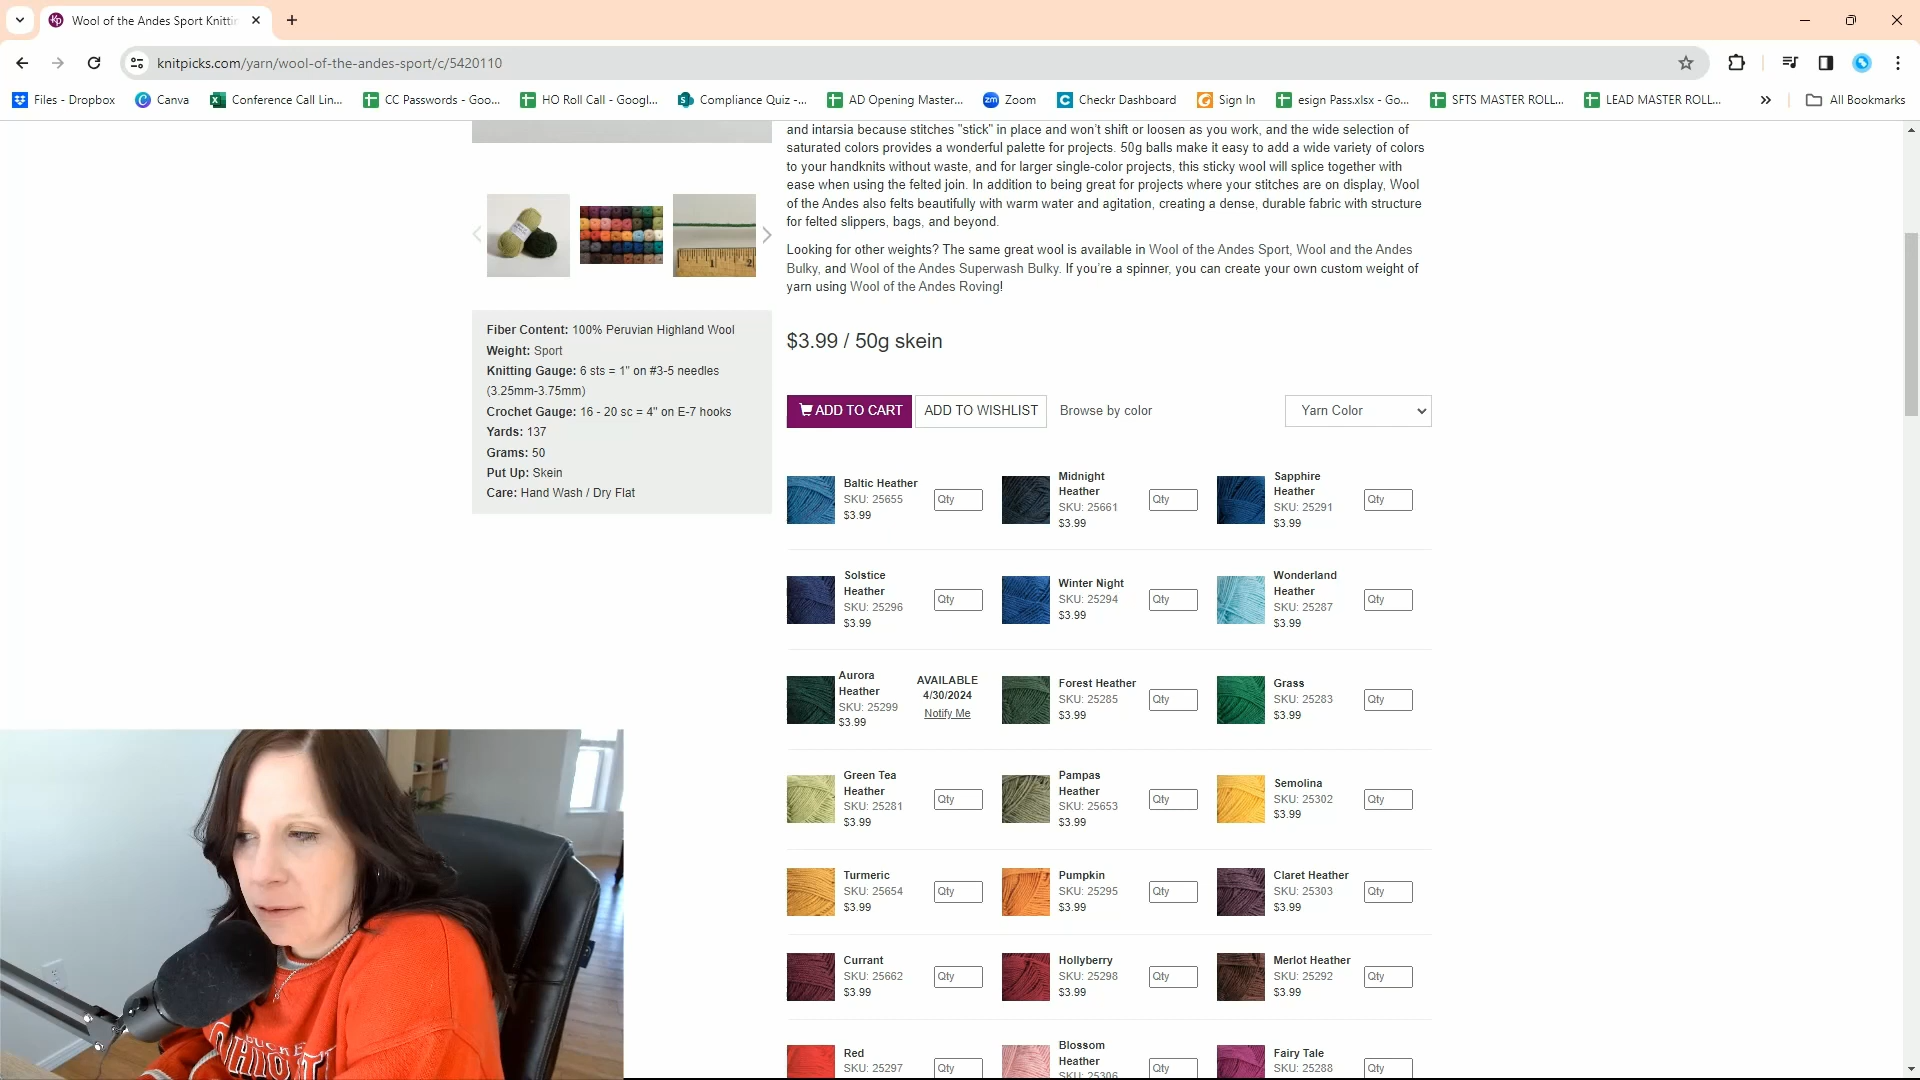 Wool of the Andes Sport Knittin
knitpicks.com/yarn/wool-of-the-andes-sport/c/5420110
Files - Dropbox
Canva
Conference Call Lin...
CC Passwords - Goo...
HO Roll Call - Googl...
Compliance Quiz -...
AD Opening Master...
Zoom
Checkr Dashboard
Sign In
esign Pass.xlsx - Go...
SFTS MASTER ROLL...
LEAD MASTER ROLL...
All Bookmarks
and intarsia because stitches "stick" in place and won't shift or loosen as you work, and the wide selection of
saturated colors provides a wonderful palette for projects. 50g balls make it easy to add a wide variety of colors
to your handknits without waste, and for larger single-color projects, this sticky wool will splice together with
ease when using the felted join. In addition to being great for projects where your stitches are on display, Wool
of the Andes also felts beautifully with warm water and agitation, creating a dense, durable fabric with structure
for felted slippers, bags, and beyond.
Looking for other weights? The same great wool is available in Wool of the Andes Sport, Wool and the Andes
Bulky, and Wool of the Andes Superwash Bulky. If you're a spinner, you can create your own custom weight of
yarn using Wool of the Andes Roving!
Fiber Content: 100% Peruvian Highland Wool
Weight: Sport
Knitting Gauge: 6 sts = 1" on #3-5 needles
(3.25mm-3.75mm)
Crochet Gauge: 16 - 20 sc = 4" on E-7 hooks
Yards: 137
Grams: 50
Put Up: Skein
Care: Hand Wash / Dry Flat
$3.99 / 50g skein
ADD TO CART
ADD TO WISHLIST
Browse by color
Yarn Color
Baltic Heather
SKU: 25655
$3.99
Qty
Midnight
Heather
SKU: 25661
$3.99
Qty
Sapphire
Heather
SKU: 25291
$3.99
Qty
Solstice
Heather
SKU: 25296
$3.99
Qty
Winter Night
SKU: 25294
$3.99
Qty
Wonderland
Heather
SKU: 25287
$3.99
Qty
Aurora
Heather
SKU: 25299
$3.99
AVAILABLE
4/30/2024
Notify Me
Forest Heather
SKU: 25285
$3.99
Qty
Grass
SKU: 25283
$3.99
Qty
Green Tea
Heather
SKU: 25281
$3.99
Qty
Pampas
Heather
SKU: 25653
$3.99
Qty
Semolina
SKU: 25302
$3.99
Qty
Turmeric
SKU: 25654
$3.99
Qty
Pumpkin
SKU: 25295
$3.99
Qty
Claret Heather
SKU: 25303
$3.99
Qty
Currant
SKU: 25662
$3.99
Qty
Hollyberry
SKU: 25298
$3.99
Qty
Merlot Heather
SKU: 25292
$3.99
Qty
Red
SKU: 25297
Qty
Blossom
Heather
SKU: 25306
Qty
Fairy Tale
SKU: 25288
Qty